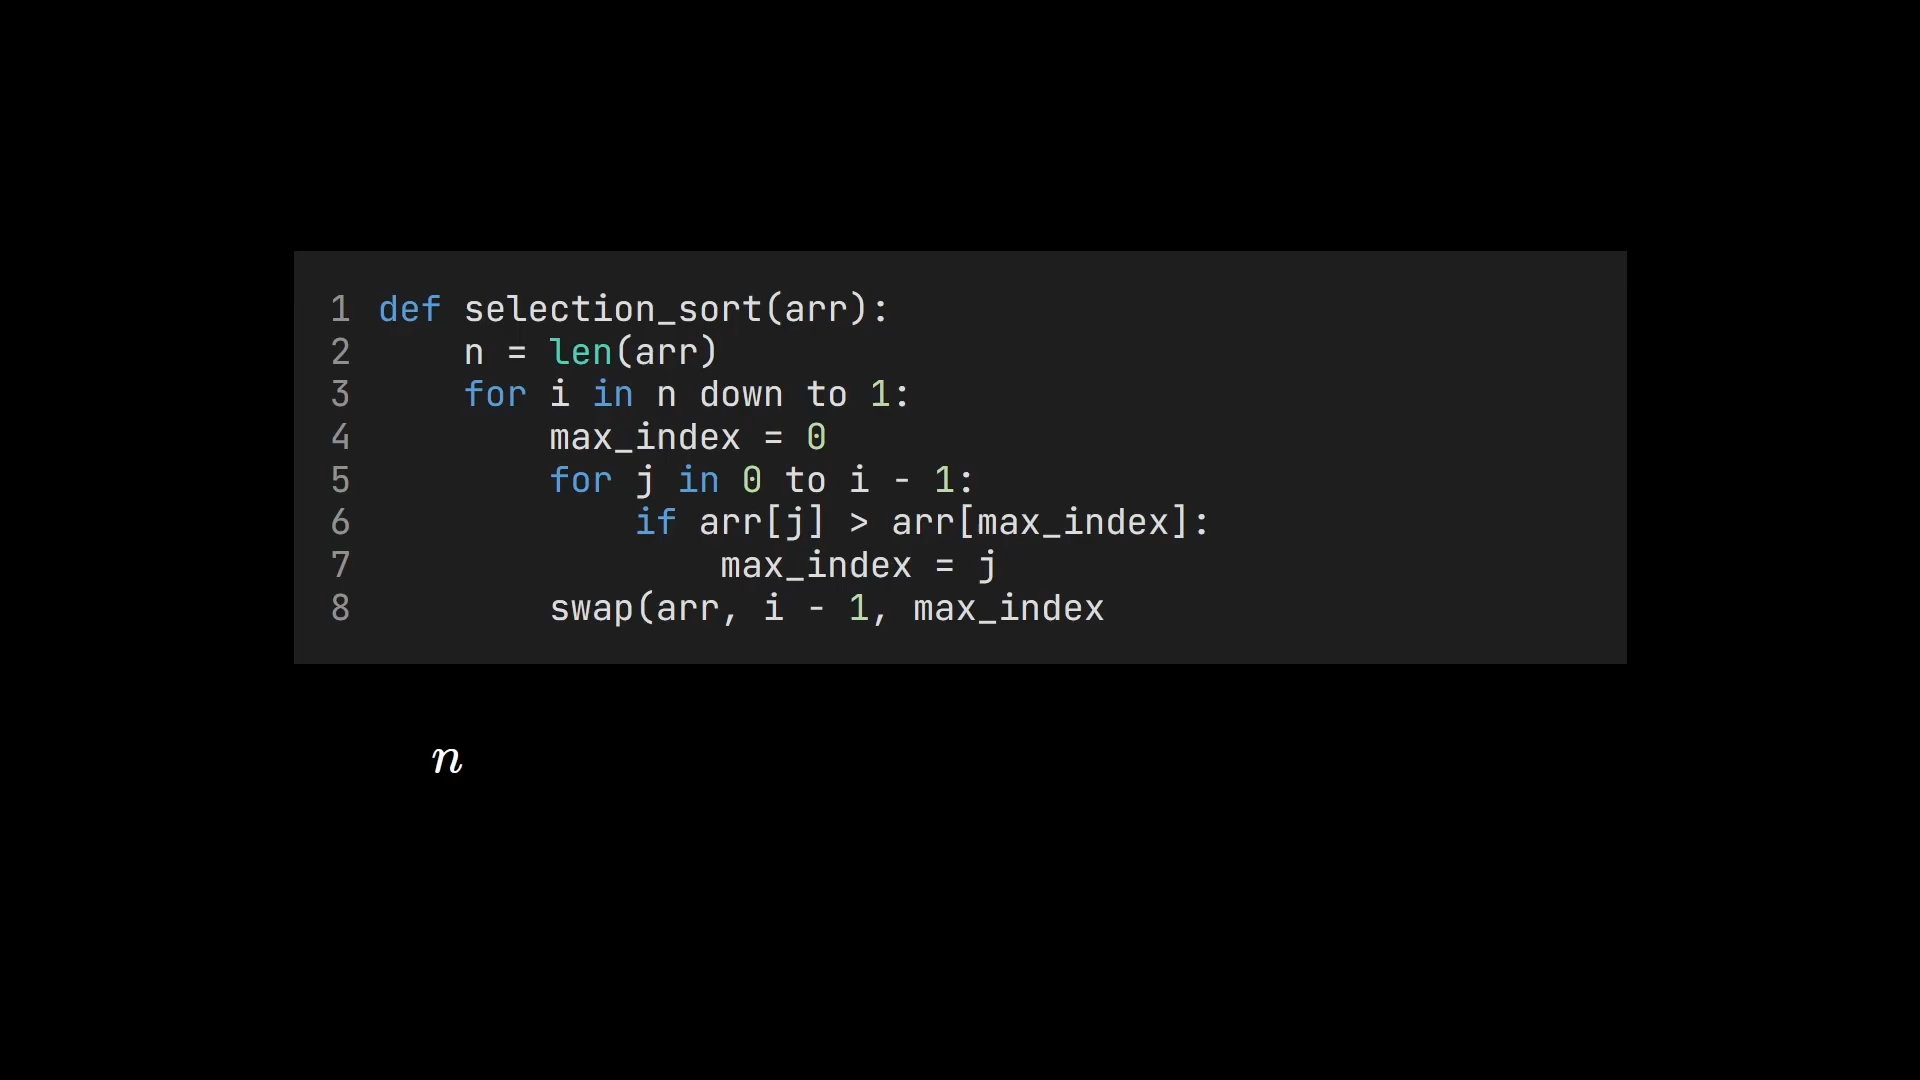 1 def selection_sort(arr):
2     n = len(arr)
3     for i in n down to 1:
4         max_index = 0
5         for j in 0 to i - 1:
6             if arr[j] > arr[max_index]:
7                 max_index = j
8         swap(arr, i - 1, max_index
n